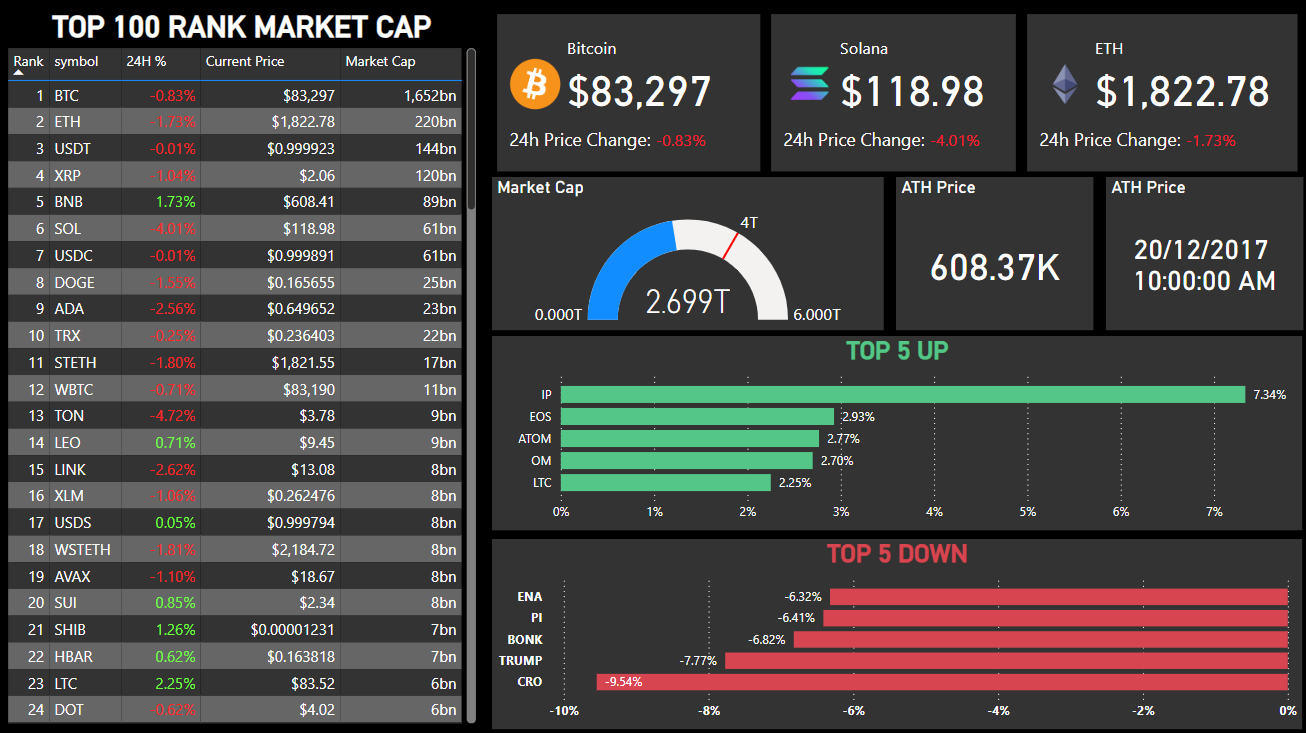 TOP 100 RANK MARKET CAP
Rank symbol 24H % Current Price Market Cap
1 BTC -0.83% $83,297 1,652bn
2 ETH -1.73% $1,822.78 220bn
3 USDT -0.01% $0.999923 144bn
4 XRP -1.04% $2.06 120bn
5 BNB 1.73% $608.41 89bn
6 SOL -4.01% $118.98 61bn
7 USDC -0.01% $0.999891 61bn
8 DOGE -1.55% $0.165655 25bn
9 ADA -2.56% $0.649652 23bn
10 TRX -0.25% $0.236403 22bn
11 STETH -1.80% $1,821.55 17bn
12 WBTC -0.71% $83,190 11bn
13 TON -4.72% $3.78 9bn
14 LEO 0.71% $9.45 9bn
15 LINK -2.62% $13.08 8bn
16 XLM -1.06% $0.262476 8bn
17 USDS 0.05% $0.999794 8bn
18 WSTETH -1.81% $2,184.72 8bn
19 AVAX -1.10% $18.67 8bn
20 SUI 0.85% $2.34 8bn
21 SHIB 1.26% $0.00001231 7bn
22 HBAR 0.62% $0.163818 7bn
23 LTC 2.25% $83.52 6bn
24 DOT -0.62% $4.02 6bn
Bitcoin
$83,297
24h Price Change: -0.83%
Solana
$118.98
24h Price Change: -4.01%
ETH
$1,822.78
24h Price Change: -1.73%
Market Cap
4T
2.699T
0.000T 6.000T
ATH Price
608.37K
ATH Price
20/12/2017
10:00:00 AM
TOP 5 UP
IP 7.34%
EOS 2.93%
ATOM 2.77%
OM 2.70%
LTC 2.25%
0% 1% 2% 3% 4% 5% 6% 7%
TOP 5 DOWN
ENA -6.32%
PI -6.41%
BONK -6.82%
TRUMP -7.77%
CRO -9.54%
-10% -8% -6% -4% -2% 0%